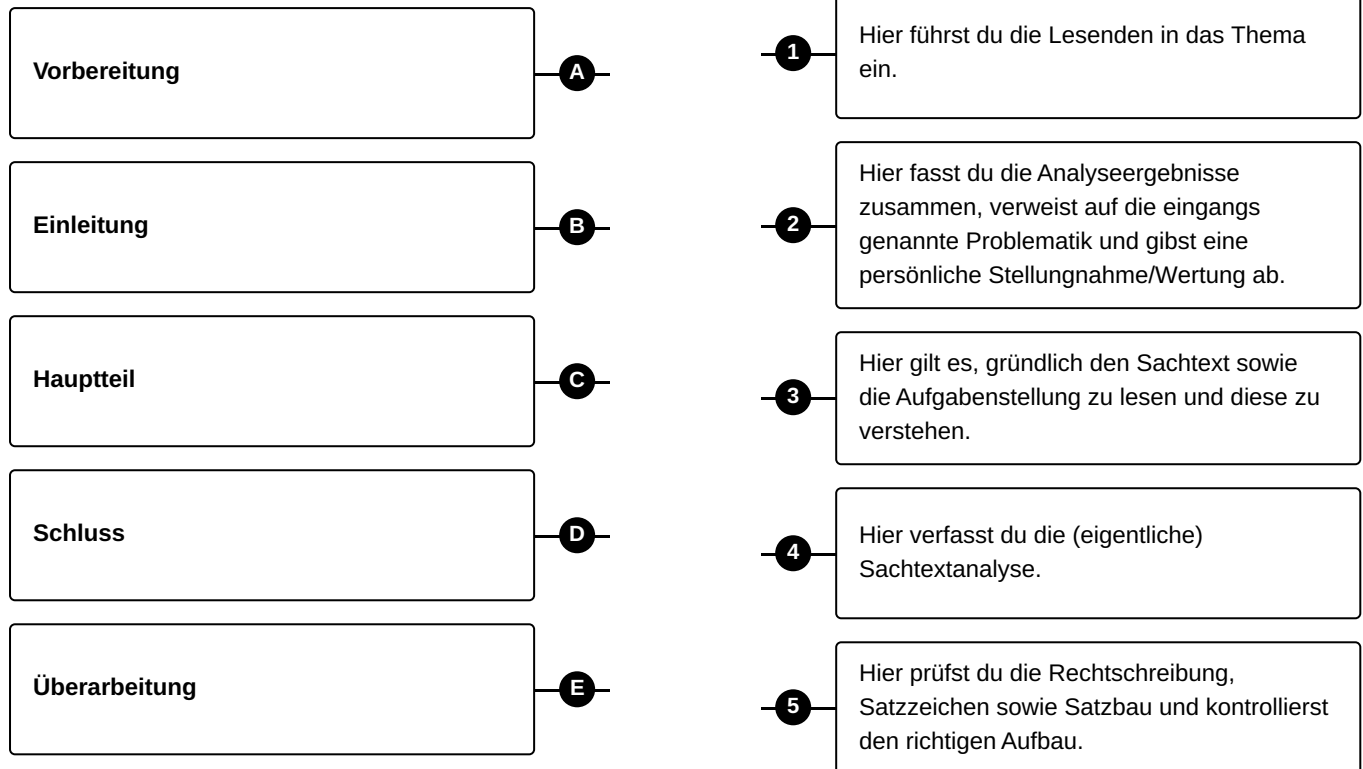 Vorbereitung
A
Einleitung
B
Hauptteil
C
Schluss
D
Überarbeitung
E
1
Hier führst du die Lesenden in das Thema
ein.
2
Hier fasst du die Analyseergebnisse
zusammen, verweist auf die eingangs
genannte Problematik und gibst eine
persönliche Stellungnahme/Wertung ab.
3
Hier gilt es, gründlich den Sachtext sowie
die Aufgabenstellung zu lesen und diese zu
verstehen.
4
Hier verfasst du die (eigentliche)
Sachtextanalyse.
5
Hier prüfst du die Rechtschreibung,
Satzzeichen sowie Satzbau und kontrollierst
den richtigen Aufbau.